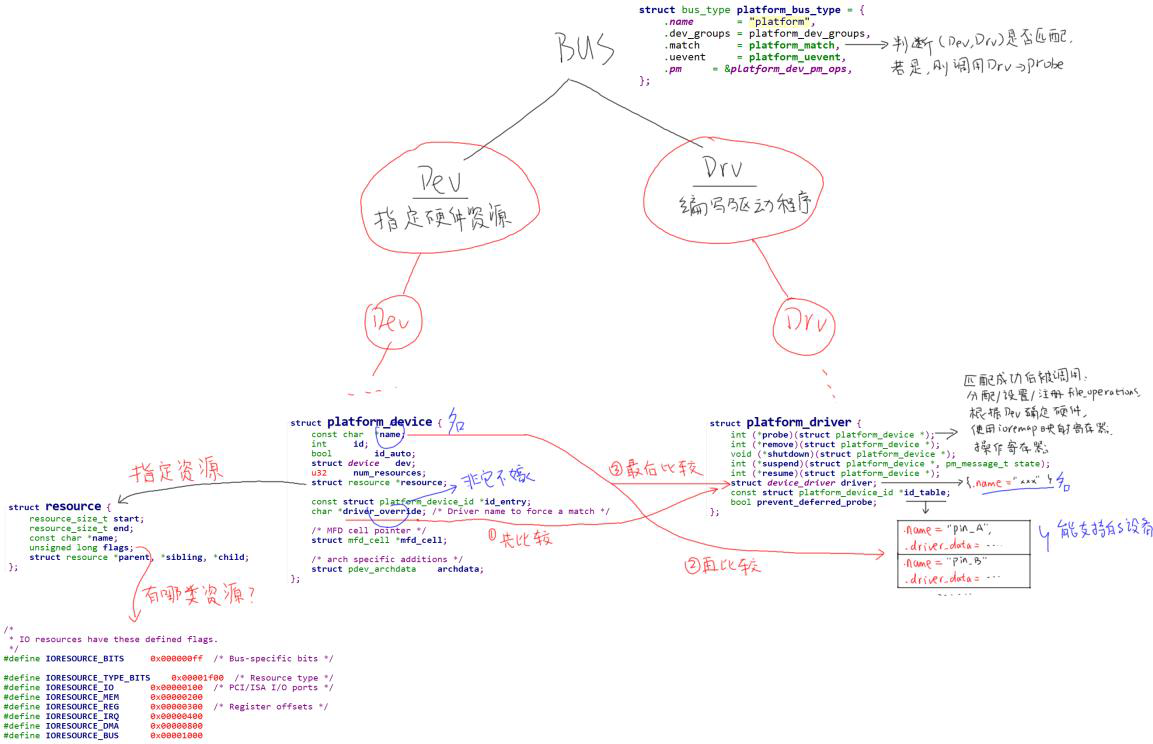 struct bus_type platform_bus_type = {
.name = "platform",
.dev_groups = platform_dev_groups,
.match = platform_match,
.uevent = platform_uevent,
.pm = &platform_dev_pm_ops,
};
判断(Dev,Drv)是否匹配.
若是,则调用Drv→probe
BUS
Dev
指定硬件资源
Drv
编写驱动程序
Dev
Drv
匹配成功后被调用.
分配/设置/注册 file_operations,
根据Dev确定硬件,
使用ioremap映射寄存器.
操作寄存器;
struct platform_device {
const char *name;
int id;
bool id_auto;
struct device dev;
u32 num_resources;
struct resource *resource;
const struct platform_device_id *id_entry;
char *driver_override; /* Driver name to force a match */
/* MFD cell pointer */
struct mfd_cell *mfd_cell;
/* arch specific additions */
struct pdev_archdata archdata;
};
名
非它不嫁
①先比较
②再比较
③最后比较
struct platform_driver {
int (*probe)(struct platform_device *);
int (*remove)(struct platform_device *);
void (*shutdown)(struct platform_device *);
int (*suspend)(struct platform_device *, pm_message_t state);
int (*resume)(struct platform_device *);
struct device_driver driver;
const struct platform_device_id *id_table;
bool prevent_deferred_probe;
};
{.name = "xxx" }
名
.name = "pin_A",
.driver_data = ....
.name = "pin_B"
.driver_data = ...
......
能支持的设备
指定资源
struct resource {
resource_size_t start;
resource_size_t end;
const char *name;
unsigned long flags;
struct resource *parent, *sibling, *child;
};
有哪类资源?
/*
* IO resources have these defined flags.
*/
#define IORESOURCE_BITS 0x000000ff /* Bus-specific bits */
#define IORESOURCE_TYPE_BITS 0x00001f00 /* Resource type */
#define IORESOURCE_IO 0x00000100 /* PCI/ISA I/O ports */
#define IORESOURCE_MEM 0x00000200
#define IORESOURCE_REG 0x00000300 /* Register offsets */
#define IORESOURCE_IRQ 0x00000400
#define IORESOURCE_DMA 0x00000800
#define IORESOURCE_BUS 0x00001000